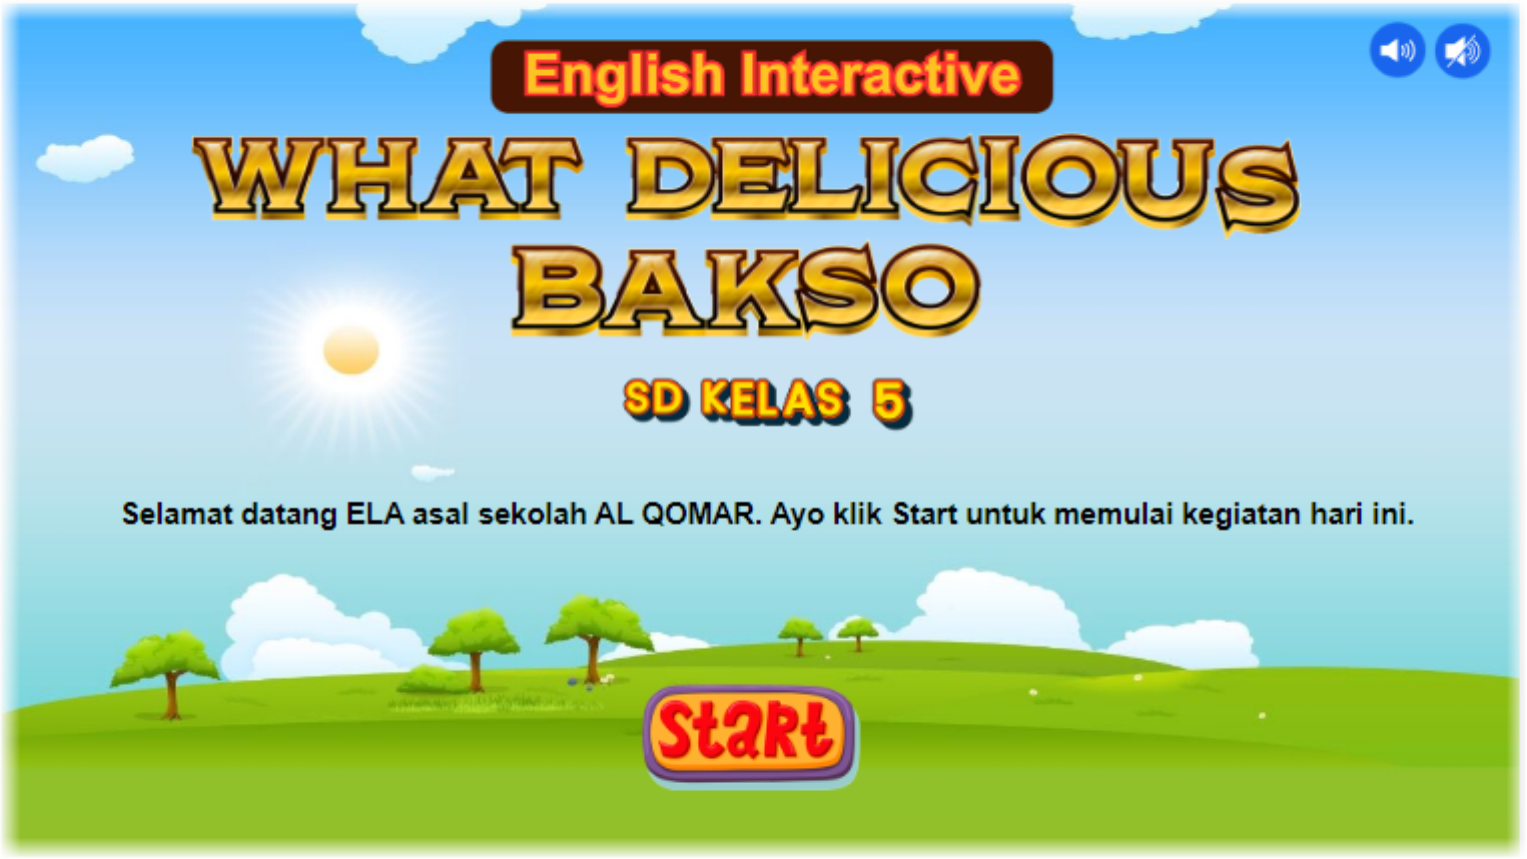 English Interactive
WHAT DELICIOUS
BAKSO
SD KELAS 5
Selamat datang ELA asal sekolah AL QOMAR. Ayo klik Start untuk memulai kegiatan hari ini.
Start